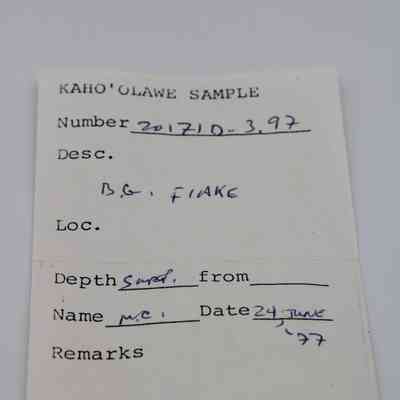 KAHO'OLAWE SAMPLE
Number 201710-3.97
Desc.
B.G. FLAKE
Loc.
Depth Surf. from
Name M.C. Date 24 JUNE
'77
Remarks